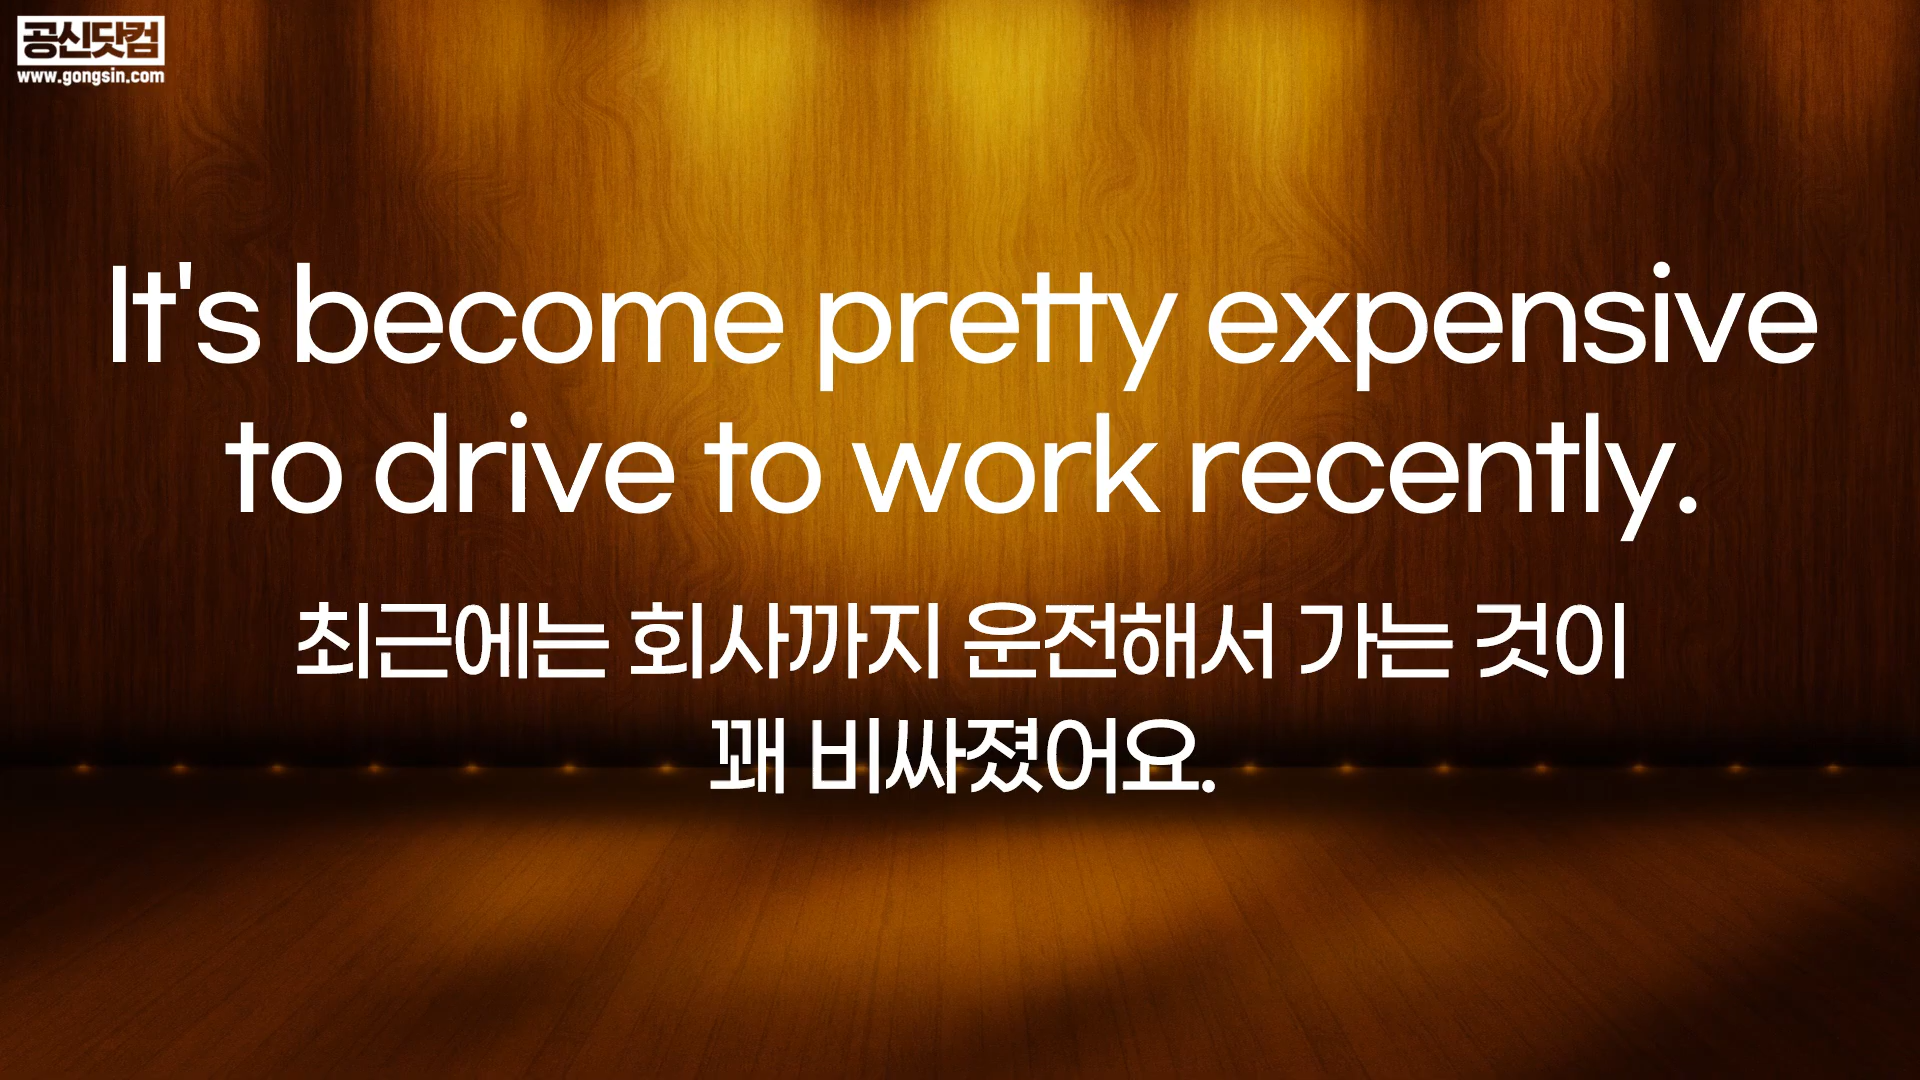 공신닷컴
www.gongsin.com
It's become pretty expensive
to drive to work recently.
최근에는 회사까지 운전해서 가는 것이
꽤 비싸졌어요.